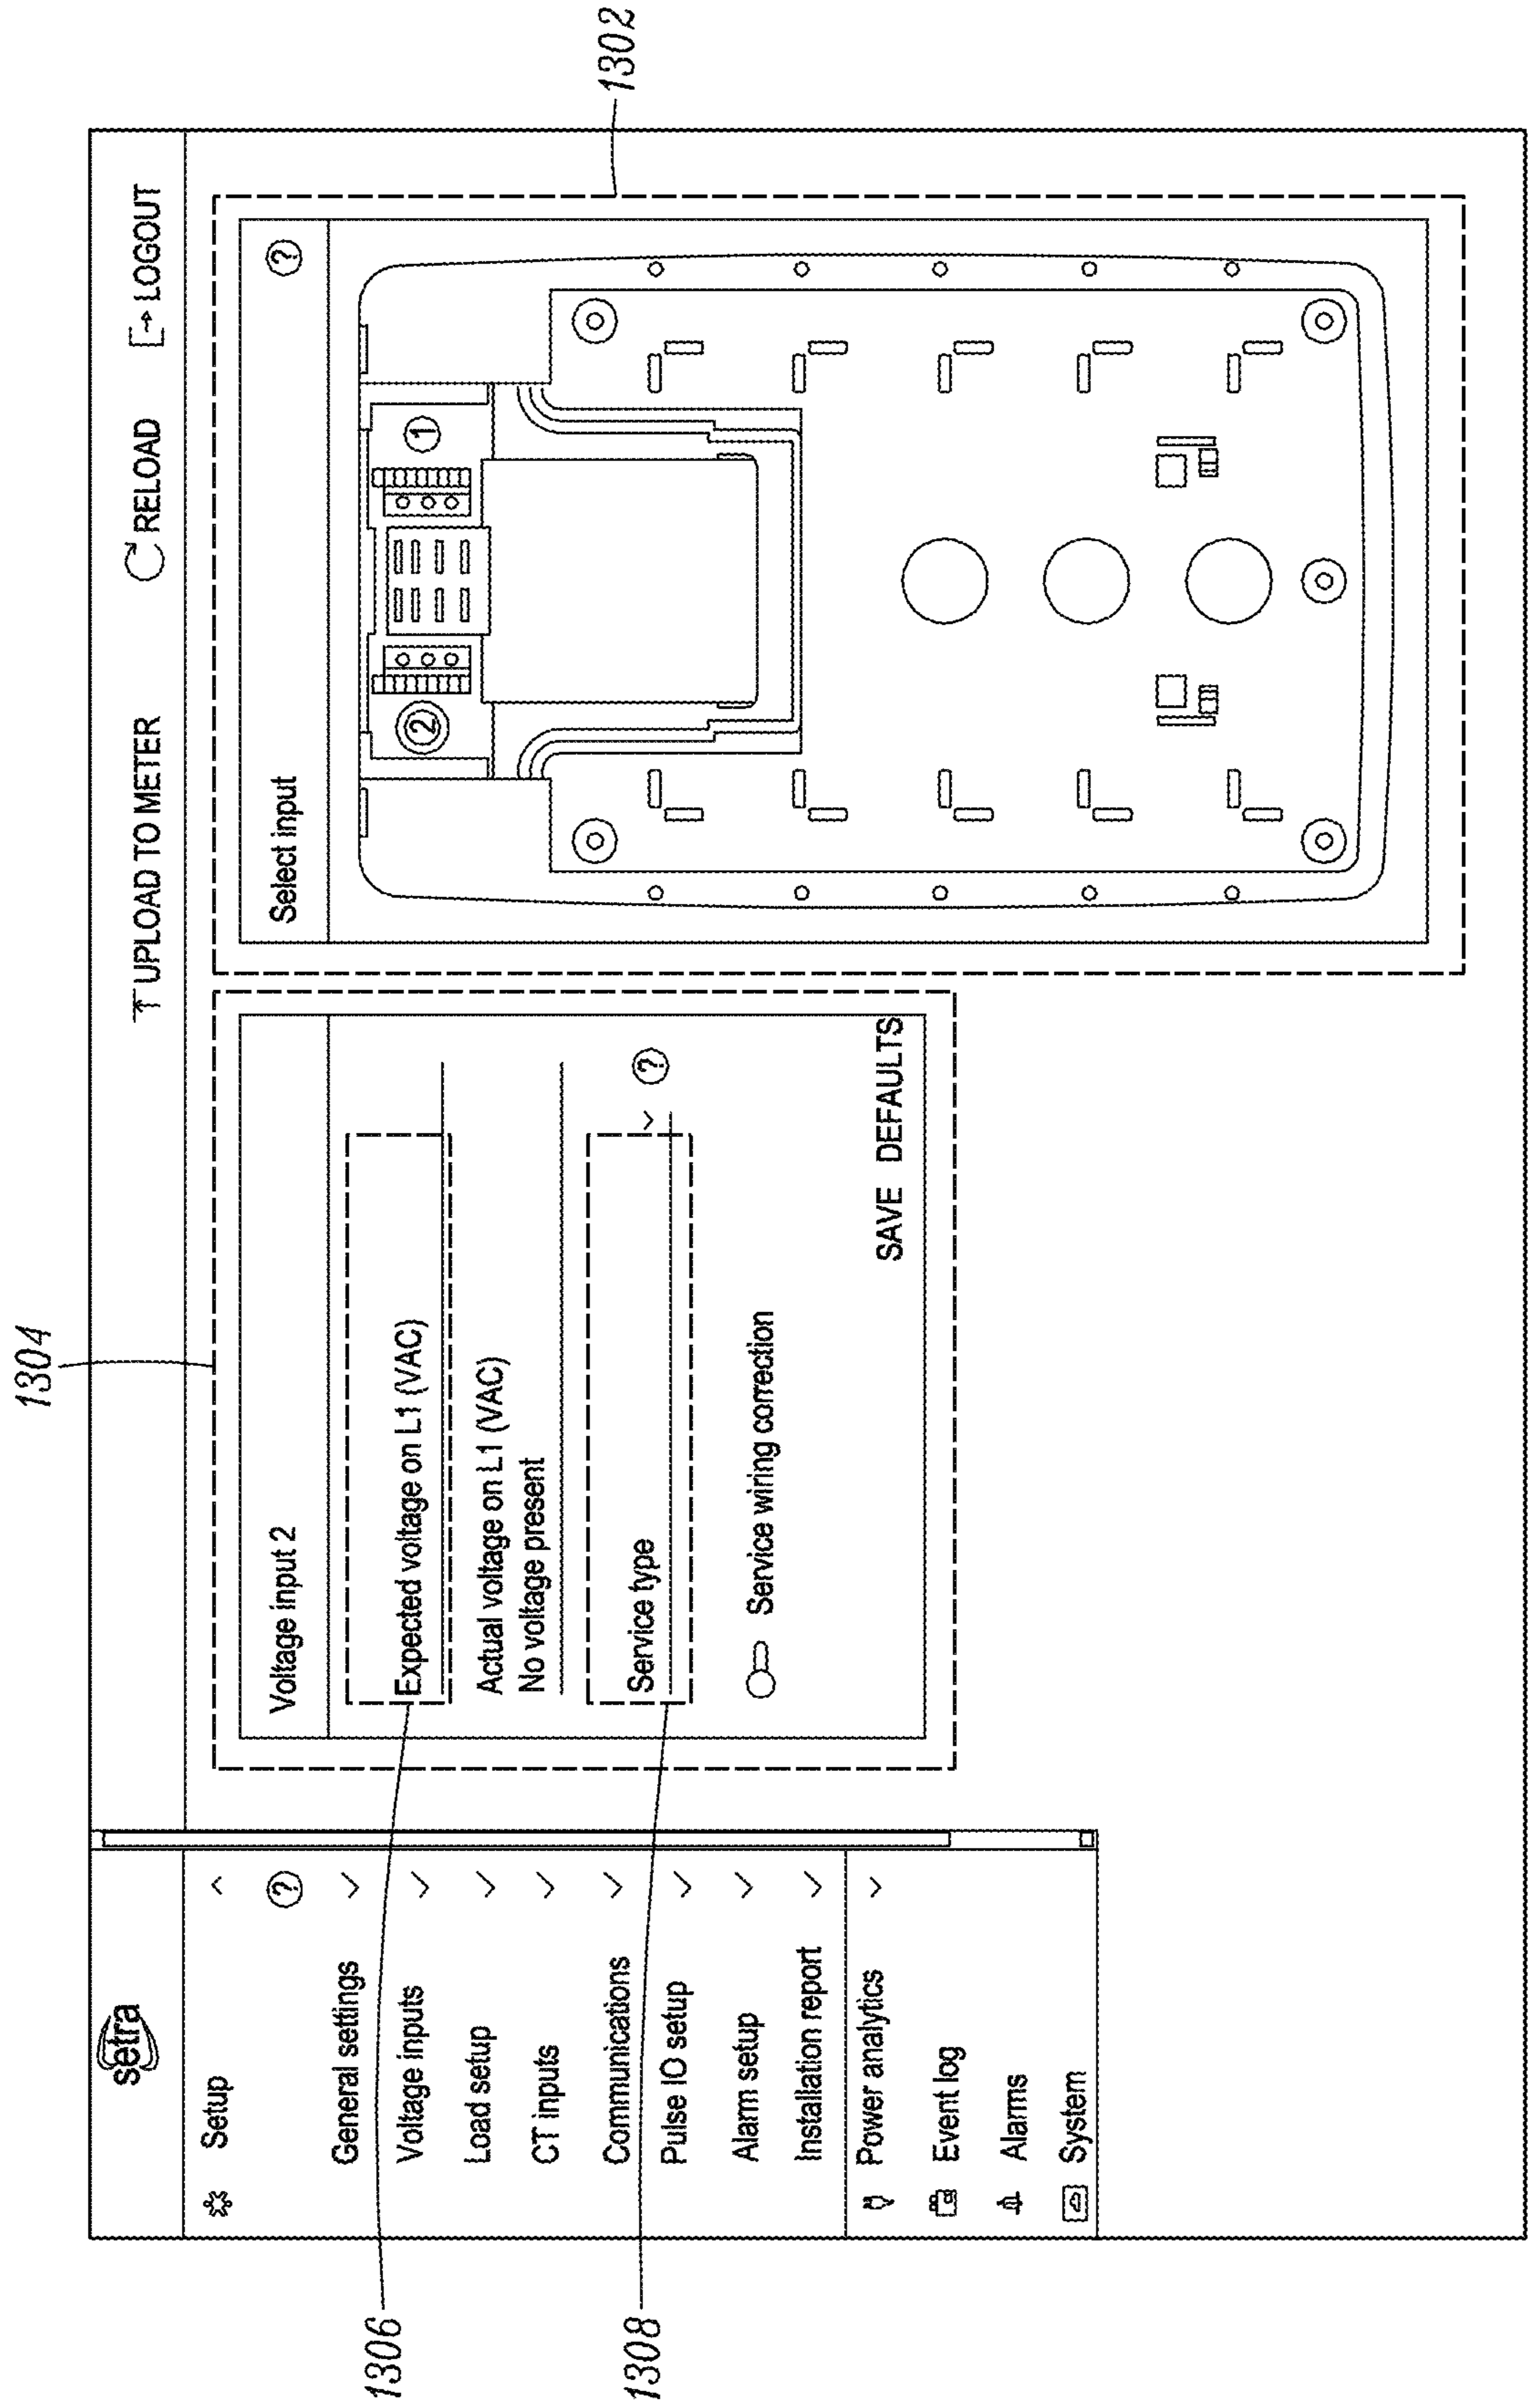 setra
Setup
?
General settings
Voltage inputs
Load setup
CT inputs
Communications
Pulse IO setup
Alarm setup
Installation report
Power analytics
Event log
Alarms
System
UPLOAD TO METER
RELOAD
LOGOUT
1304
Voltage input 2
Expected voltage on L1 (VAC)
Actual voltage on L1 (VAC)
No voltage present
Service type
?
Service wiring correction
SAVE DEFAULTS
1306
1308
Select input
?
2
1
1302